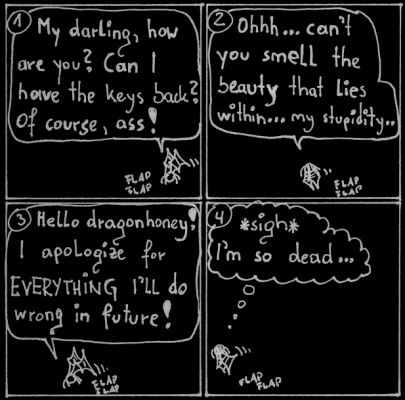 1
My darling, how
are you? Can I
have the keys back?
Of course, ass!
FLAP
FLAP
2
Ohhh... can't
you smell the
beauty that lies
within... my stupidity..
FLAP
FLAP
3
Hello dragonhoney!
I apologize for
EVERYTHING I'LL do
wrong in future!
FLAP
FLAP
4
*sigh*
I'm so dead...
FLAP
FLAP